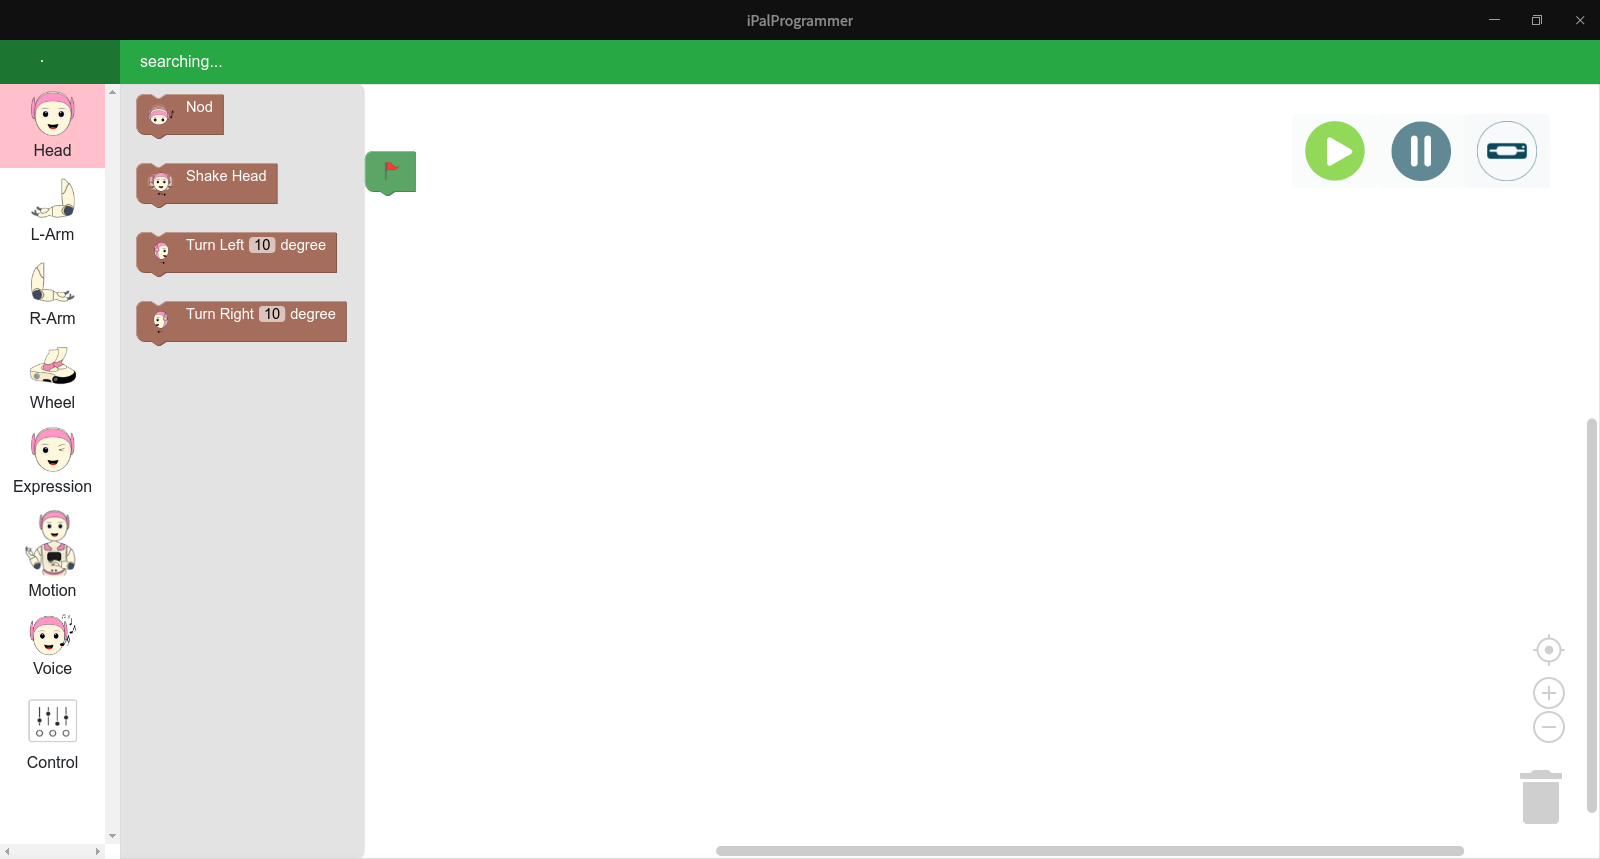 iPalProgrammer
searching...
Head
L-Arm
R-Arm
Wheel
Expression
Motion
Voice
Control
Nod
Shake Head
Turn Left 10 degree
Turn Right 10 degree